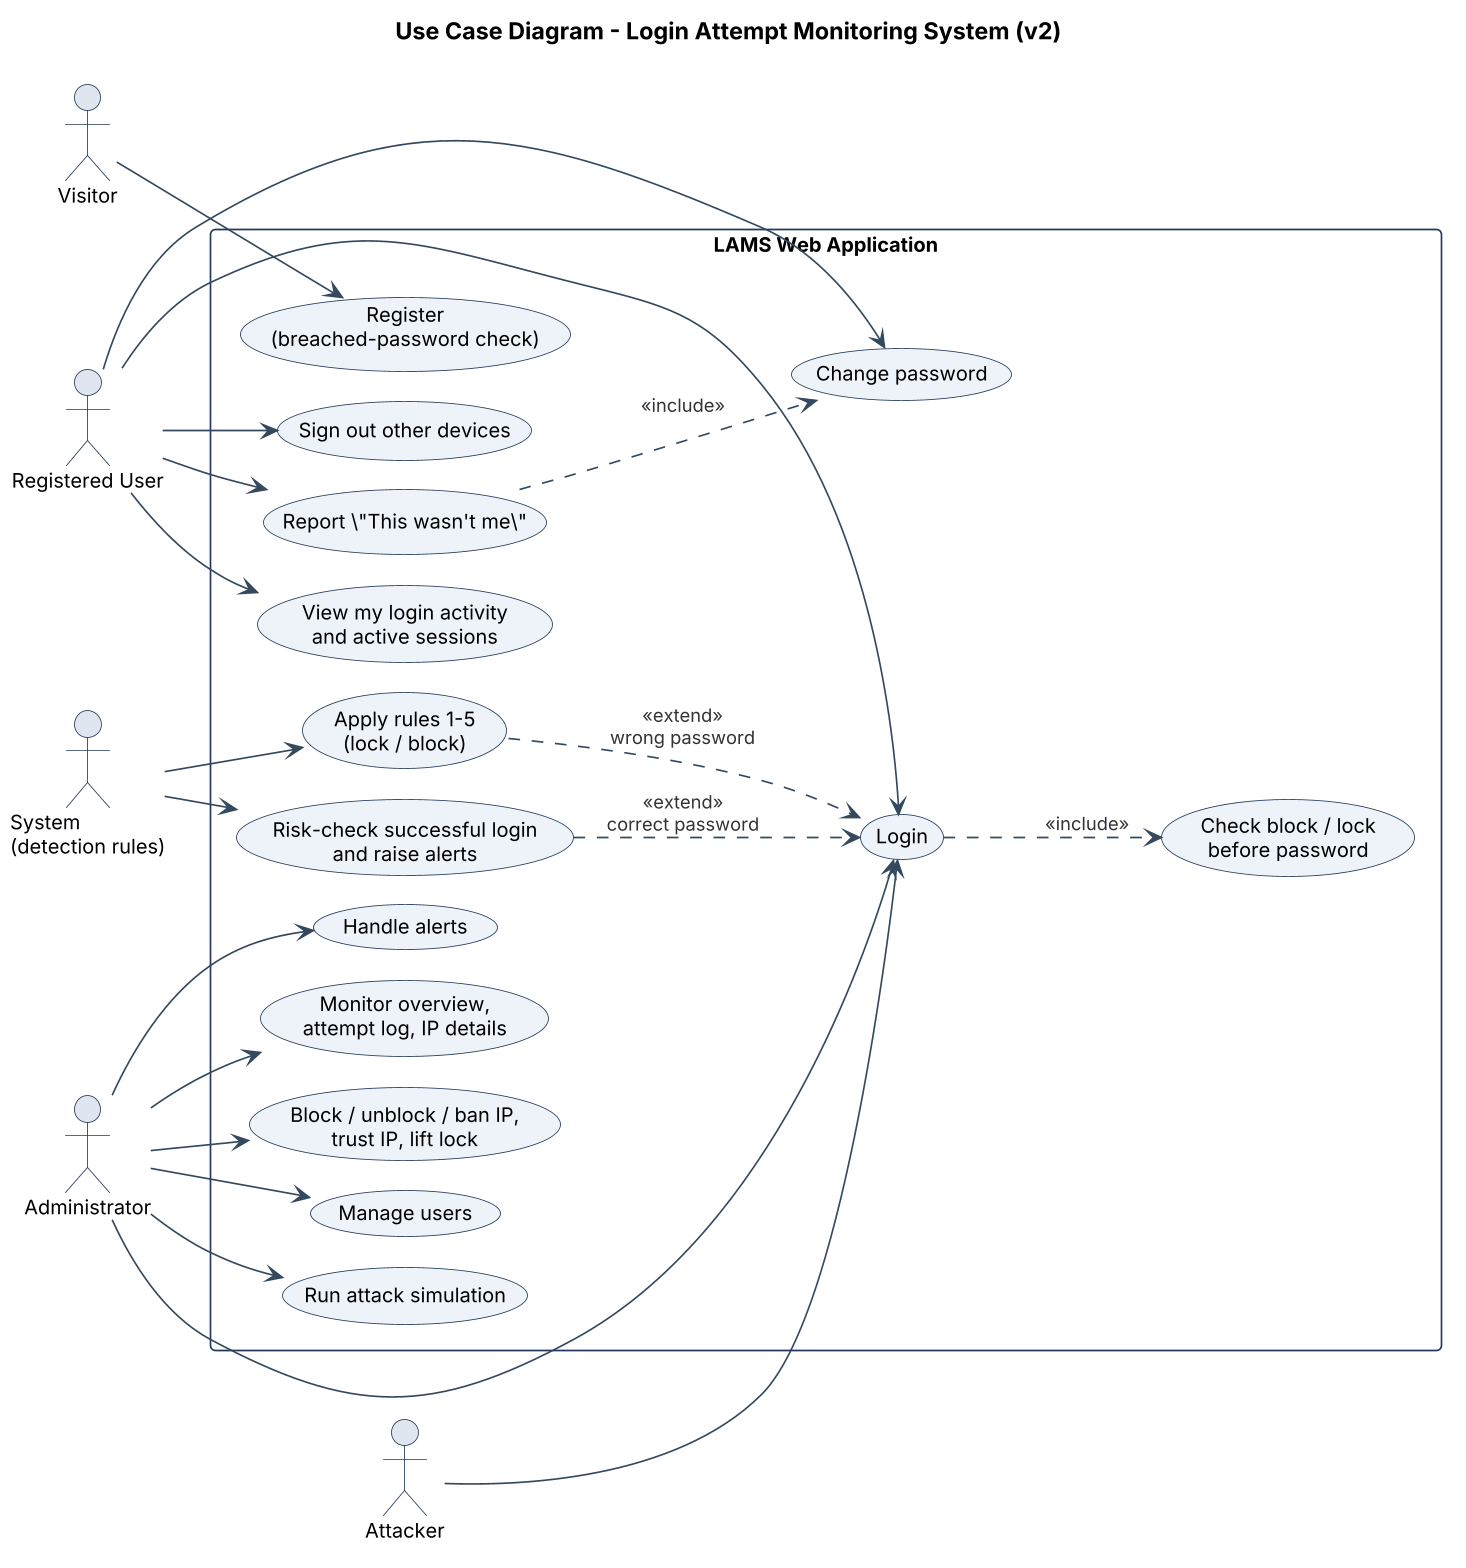 Use Case Diagram - Login Attempt Monitoring System (v2)
Visitor
LAMS Web Application
Register
(breached-password check)
Change password
«include»
Sign out other devices
Registered User
Report \"This wasn't me\"
View my login activity
and active sessions
Apply rules 1-5
(lock / block)
«extend»
wrong password
System
(detection rules)
Risk-check successful login
and raise alerts
«extend»
correct password
Login
«include»
Check block / lock
before password
Handle alerts
Monitor overview,
attempt log, IP details
Block / unblock / ban IP,
trust IP, lift lock
Administrator
Manage users
Run attack simulation
Attacker